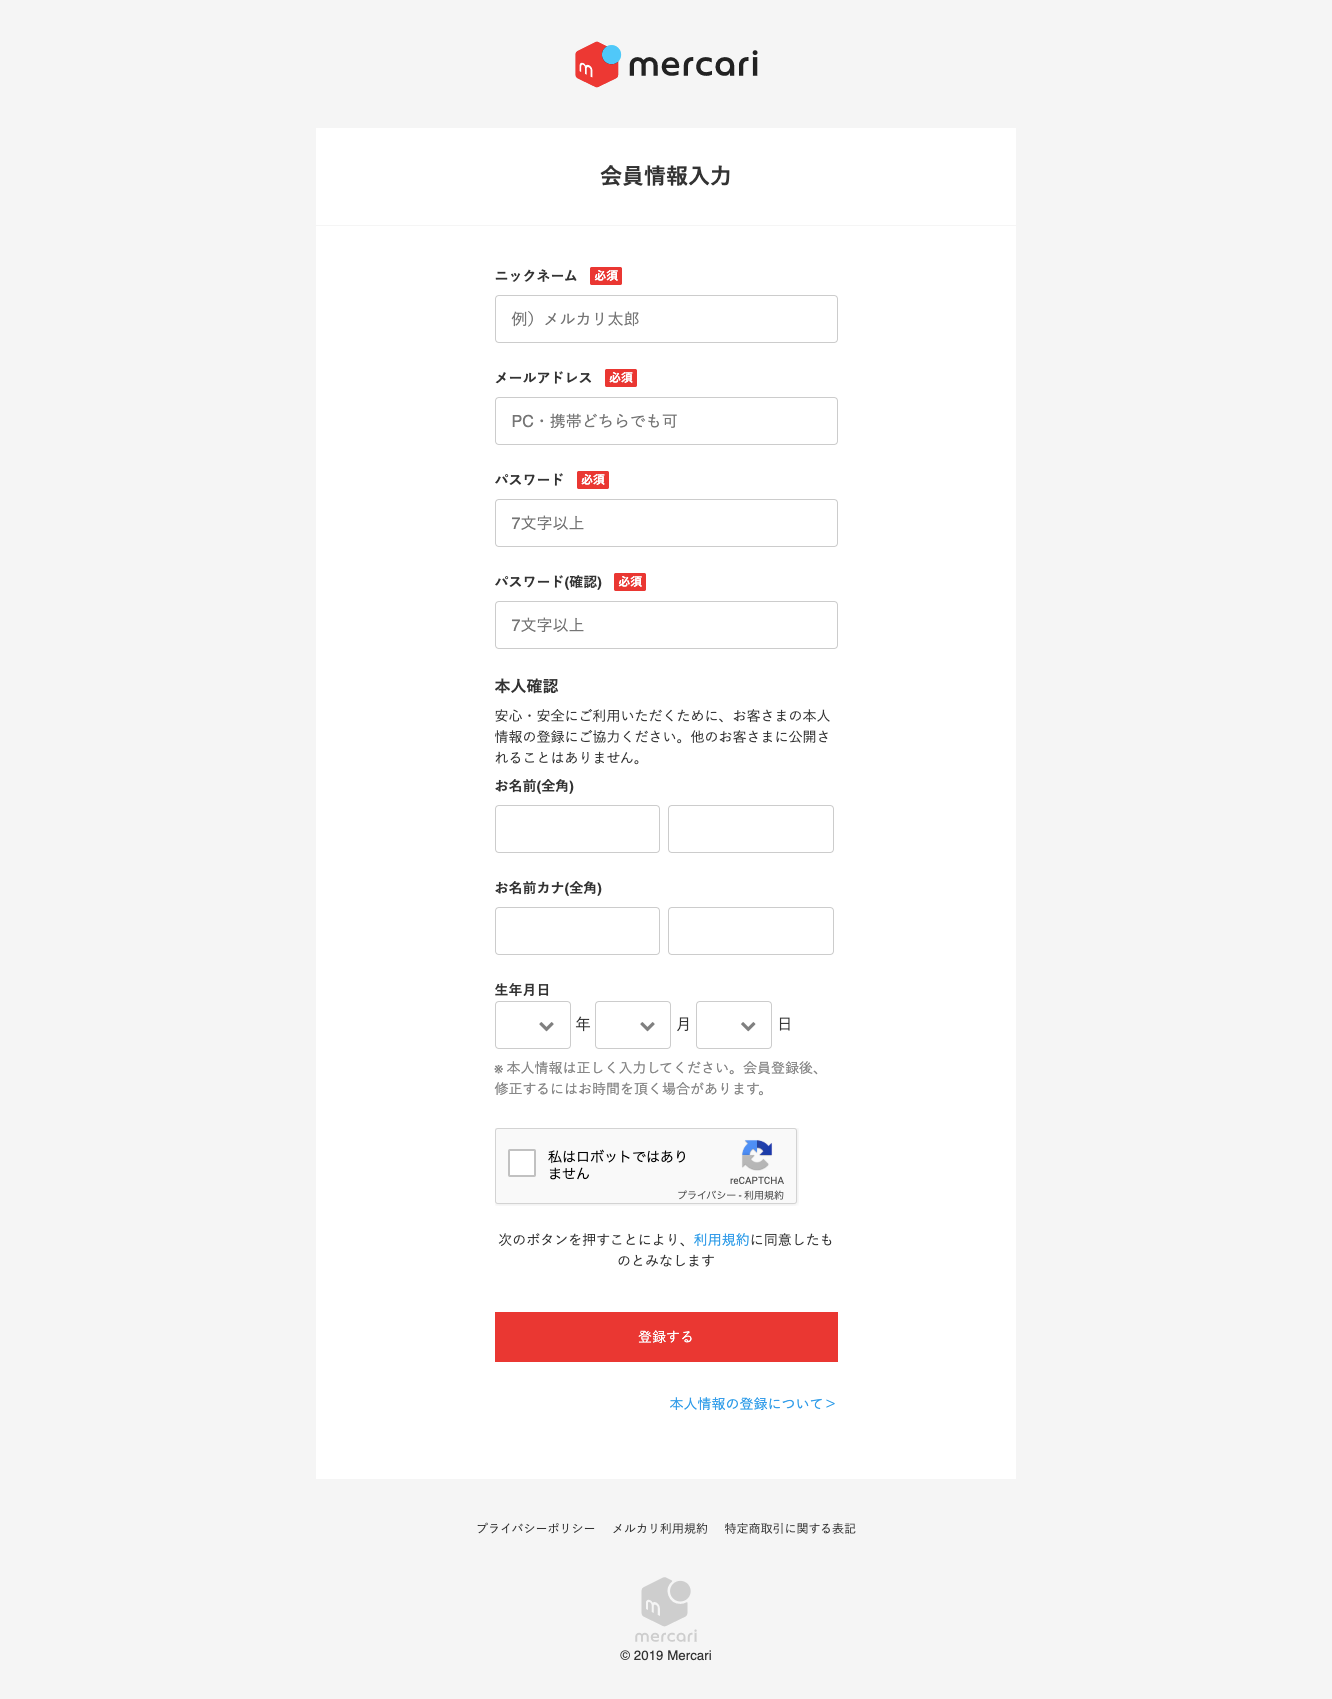 m mercari
会員情報入力
ニックネーム 必須
例）メルカリ太郎
メールアドレス 必須
PC・携帯どちらでも可
パスワード 必須
7文字以上
パスワード(確認) 必須
7文字以上
本人確認
安心・安全にご利用いただくために、お客さまの本人
情報の登録にご協力ください。他のお客さまに公開さ
れることはありません。
お名前(全角)
お名前カナ(全角)
生年月日
年 月 日
※ 本人情報は正しく入力してください。会員登録後、
修正するにはお時間を頂く場合があります。
私はロボットではあり
ません
reCAPTCHA
プライバシー - 利用規約
次のボタンを押すことにより、利用規約に同意したも
のとみなします
登録する
本人情報の登録について >
プライバシーポリシー メルカリ利用規約 特定商取引に関する表記
m
mercari
© 2019 Mercari